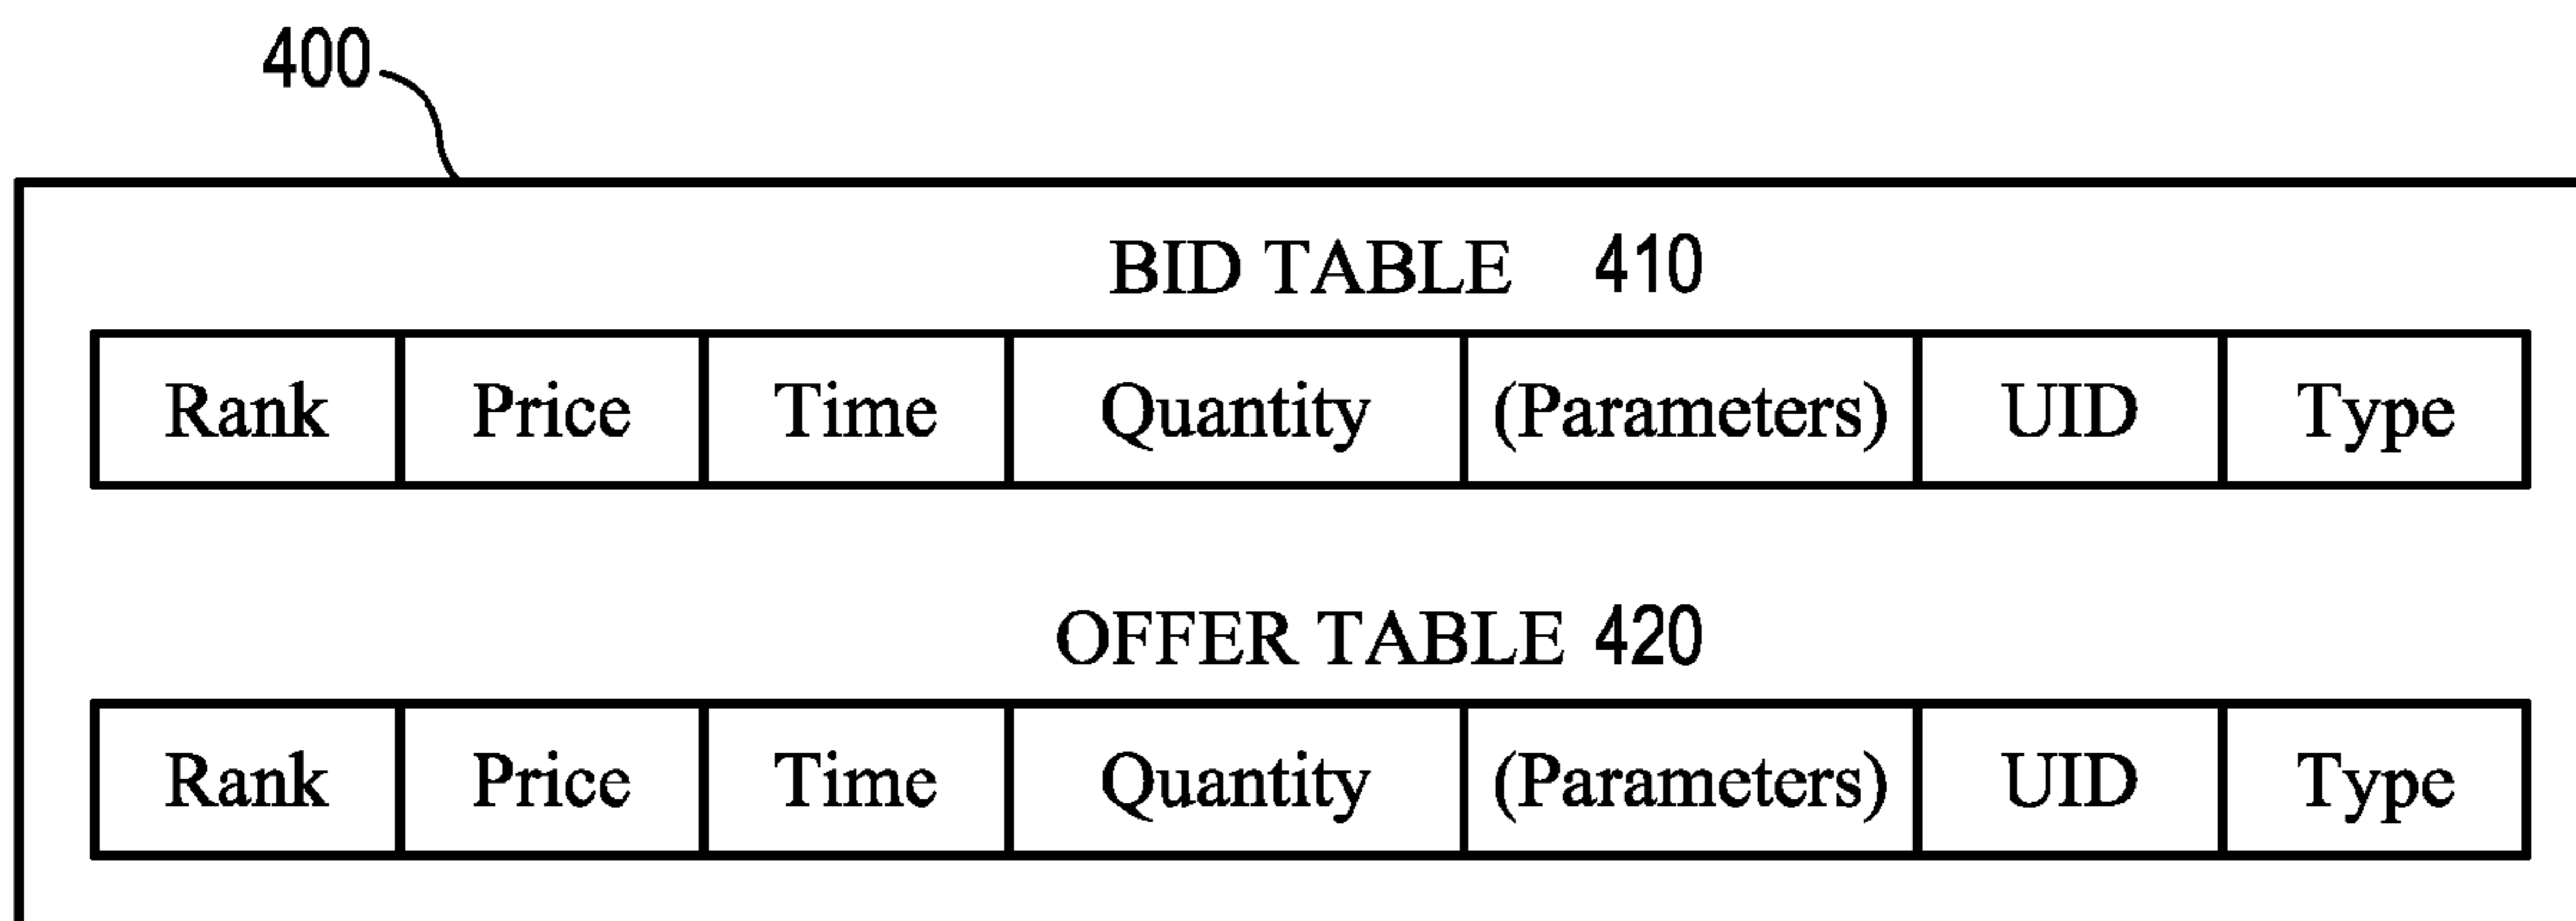 400
BID TABLE 410
Rank Price Time Quantity (Parameters) UID Type
OFFER TABLE 420
Rank Price Time Quantity (Parameters) UID Type